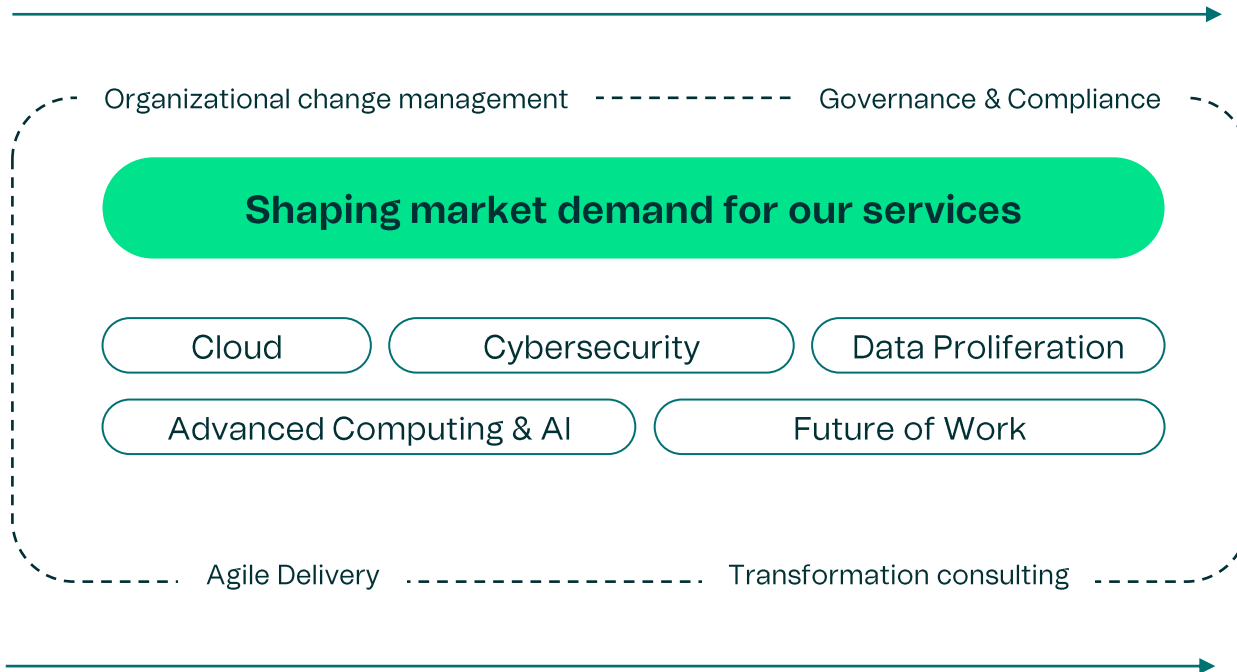 Organizational change management
Governance & Compliance
Shaping market demand for our services
Cloud
Cybersecurity
Data Proliferation
Advanced Computing & AI
Future of Work
Agile Delivery
Transformation consulting